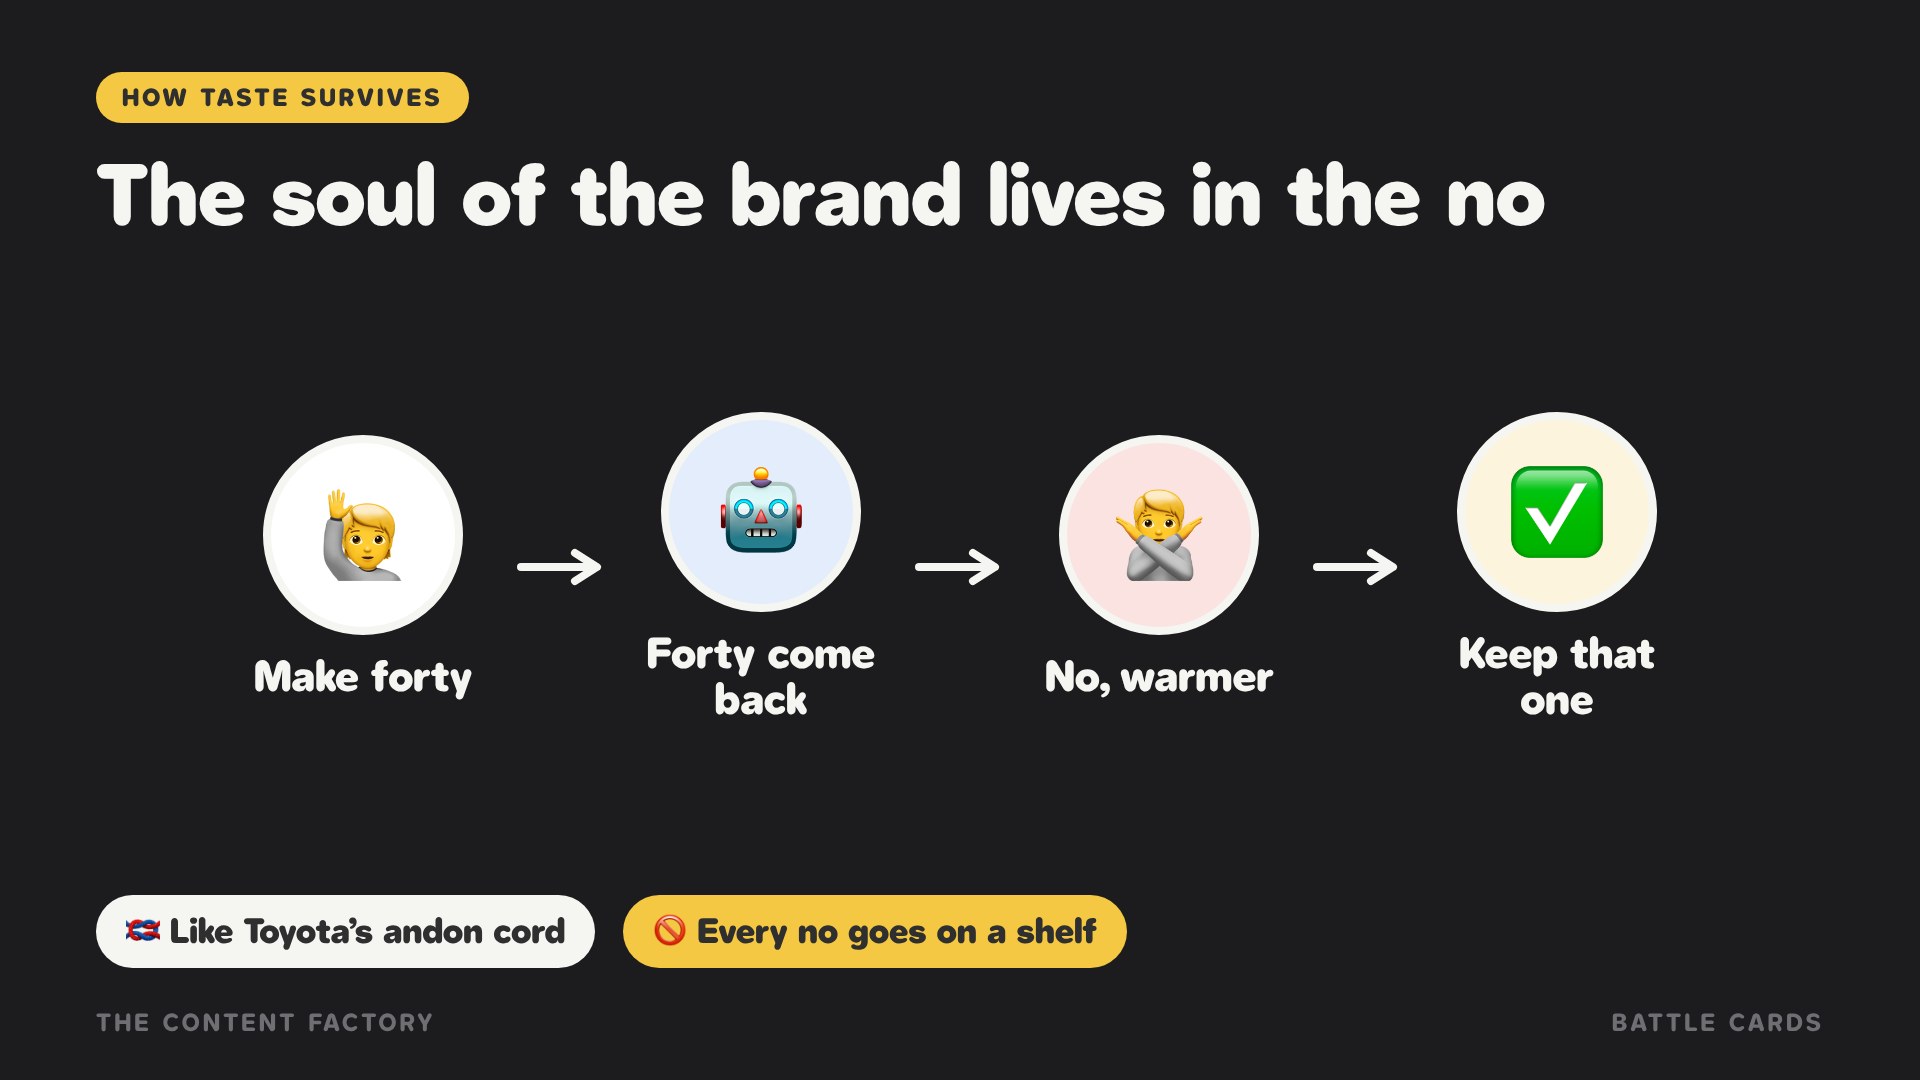 HOW TASTE SURVIVES
The soul of the brand lives in the no
Make forty
Forty come
back
No, warmer
Keep that
one
Like Toyota’s andon cord
Every no goes on a shelf
THE CONTENT FACTORY
BATTLE CARDS